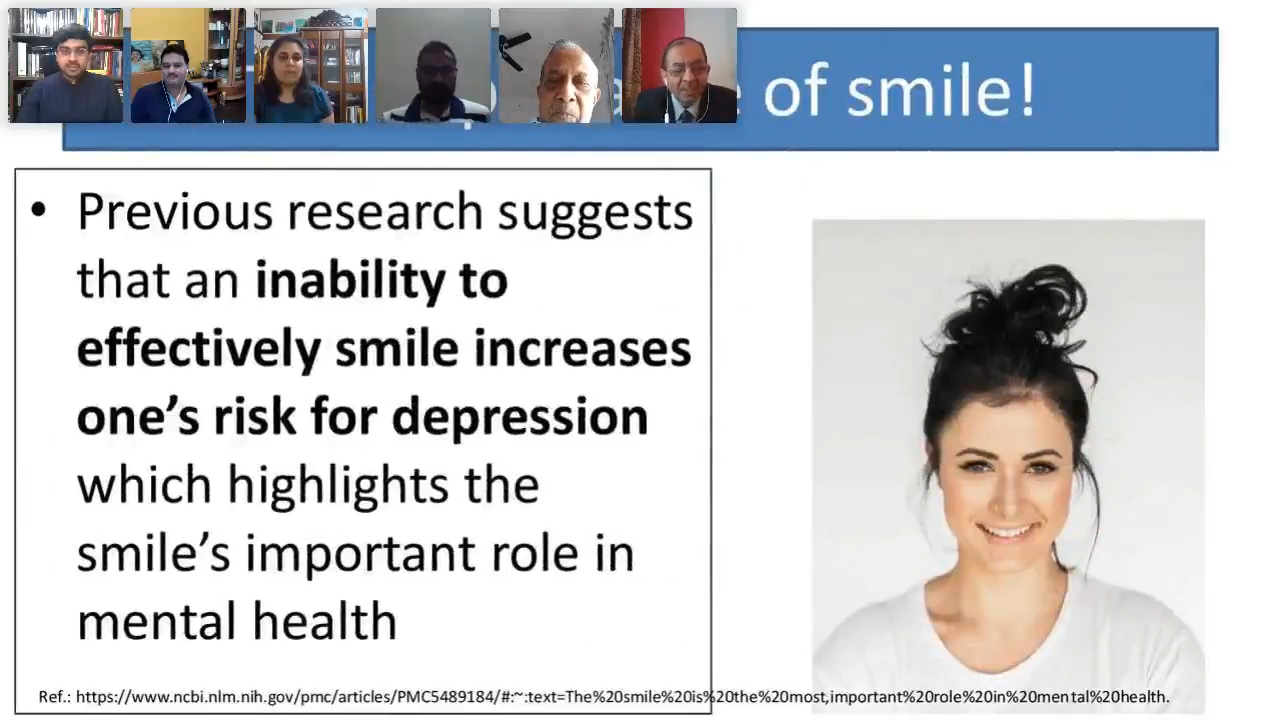 of smile!
• Previous research suggests
that an inability to
effectively smile increases
one’s risk for depression
which highlights the
smile’s important role in
mental health
Ref.: https://www.ncbi.nlm.nih.gov/pmc/articles/PMC5489184/#:~:text=The%20smile%20is%20the%20most,important%20role%20in%20mental%20health.